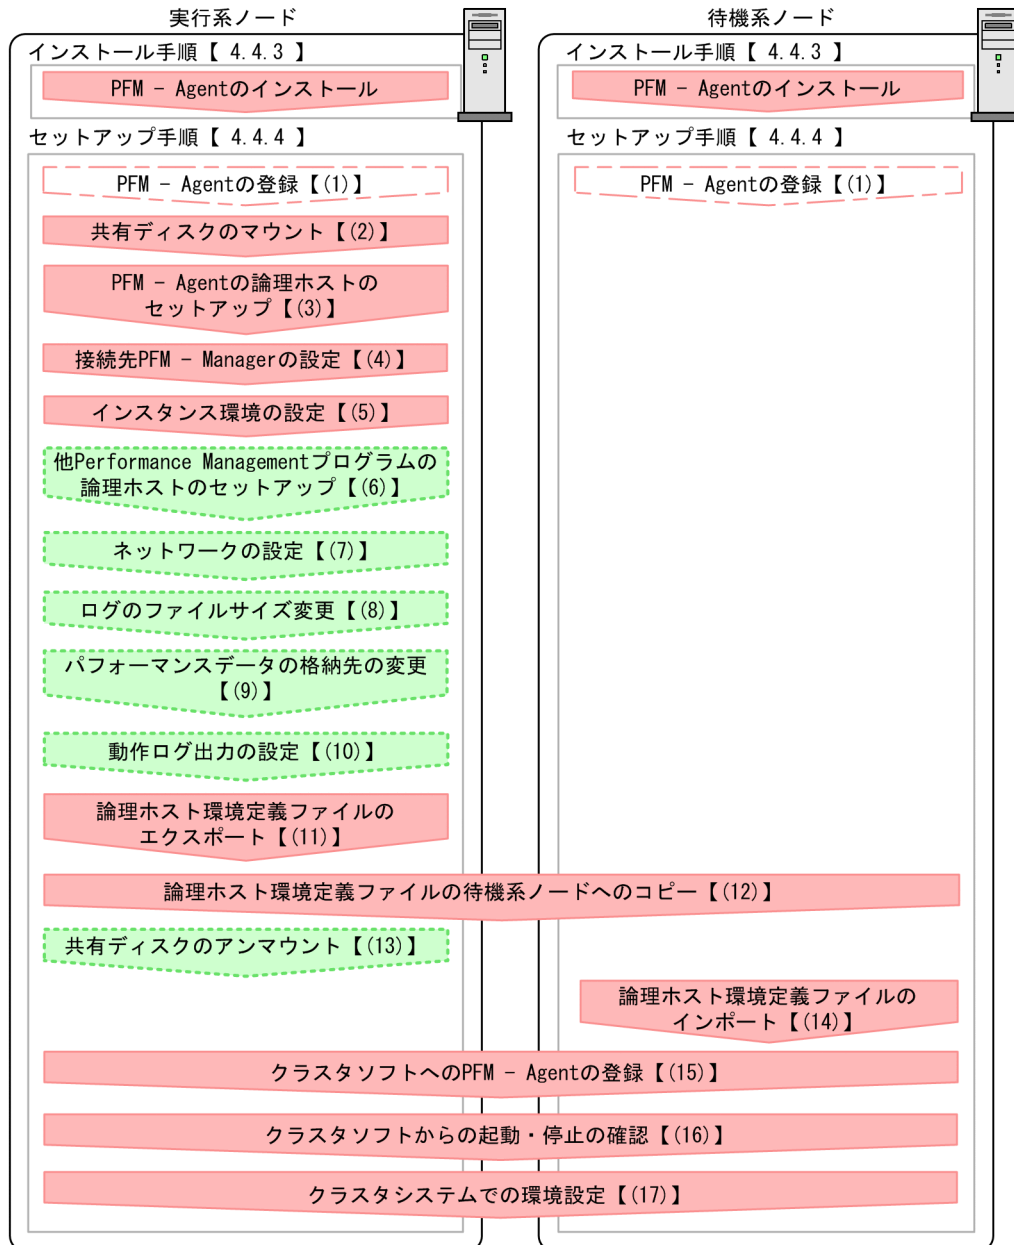 実行系ノード
待機系ノード
インストール手順【 4.4.3 】
インストール手順【 4.4.3 】
PFM - Agentのインストール
PFM - Agentのインストール
セットアップ手順【 4.4.4 】
セットアップ手順【 4.4.4 】
PFM - Agentの登録【(1)】
PFM - Agentの登録【(1)】
共有ディスクのマウント【(2)】
PFM - Agentの論理ホストの
セットアップ【(3)】
接続先PFM - Managerの設定【(4)】
インスタンス環境の設定【(5)】
他Performance Managementプログラムの
論理ホストのセットアップ【(6)】
ネットワークの設定【(7)】
ログのファイルサイズ変更【(8)】
パフォーマンスデータの格納先の変更
【(9)】
動作ログ出力の設定【(10)】
論理ホスト環境定義ファイルの
エクスポート【(11)】
論理ホスト環境定義ファイルの待機系ノードへのコピー【(12)】
共有ディスクのアンマウント【(13)】
論理ホスト環境定義ファイルの
インポート【(14)】
クラスタソフトへのPFM - Agentの登録【(15)】
クラスタソフトからの起動・停止の確認【(16)】
クラスタシステムでの環境設定【(17)】